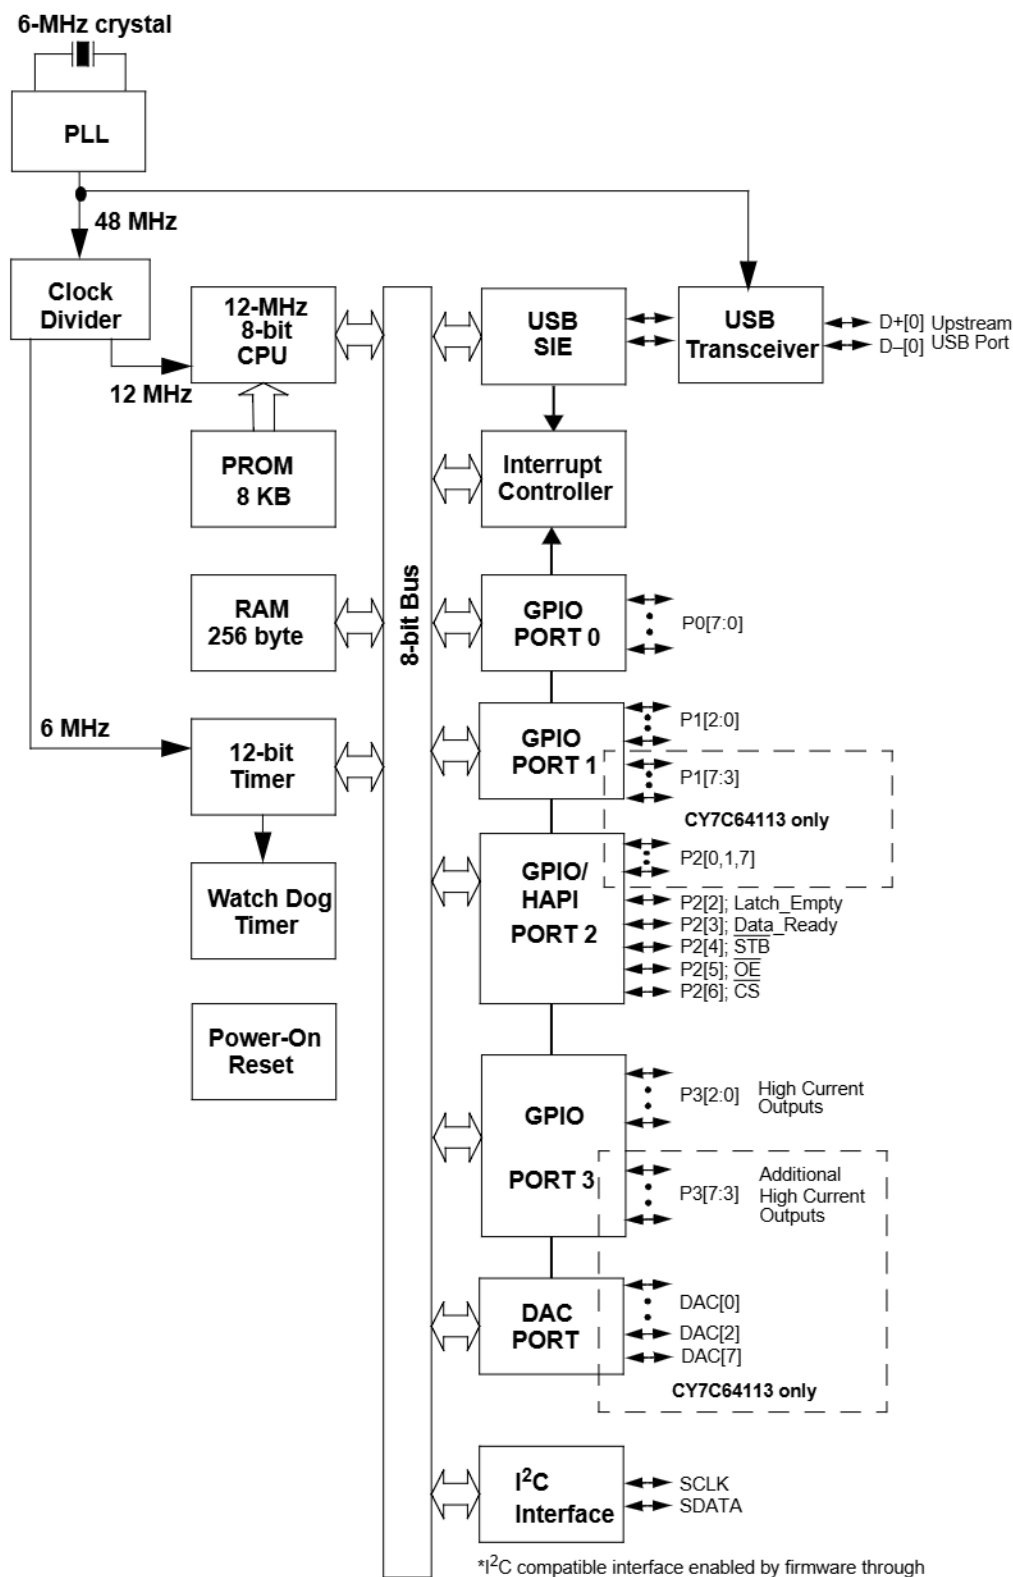 6-MHz crystal
PLL
48 MHz
Clock
Divider
12-MHz
8-bit
CPU
12 MHz
USB
SIE
USB
Transceiver
D+[0] Upstream
D–[0] USB Port
PROM
8 KB
Interrupt
Controller
8-bit Bus
RAM
256 byte
GPIO
PORT 0
P0[7:0]
6 MHz
12-bit
Timer
GPIO
PORT 1
P1[2:0]
P1[7:3]
CY7C64113 only
P2[0,1,7]
Watch Dog
Timer
GPIO/
HAPI
PORT 2
P2[2]; Latch_Empty
P2[3]; Data_Ready
P2[4]; STB
P2[5]; OE
P2[6]; CS
Power-On
Reset
GPIO
PORT 3
P3[2:0]
High Current
Outputs
P3[7:3]
Additional
High Current
Outputs
DAC
PORT
DAC[0]
DAC[2]
DAC[7]
CY7C64113 only
I²C
Interface
SCLK
SDATA
*I²C compatible interface enabled by firmware through